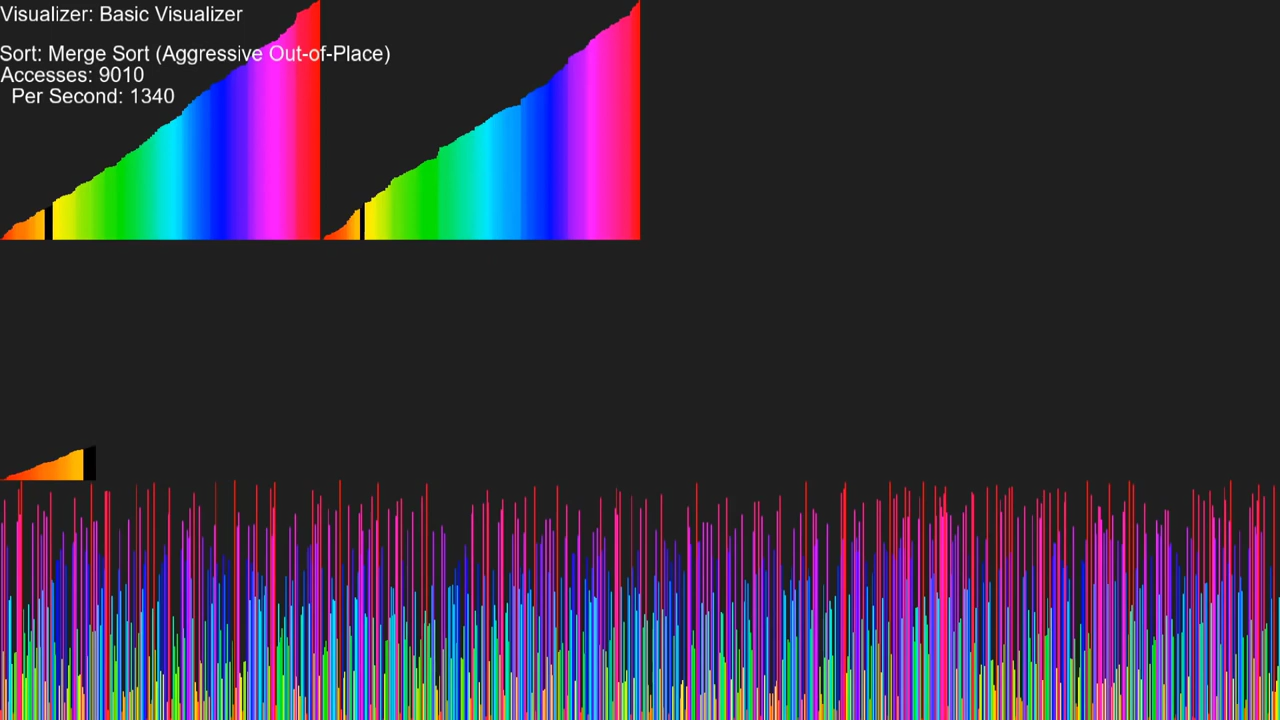 Visualizer: Basic Visualizer
Sort: Merge Sort (Aggressive Out-of-Place)
Accesses: 9010
Per Second: 1340